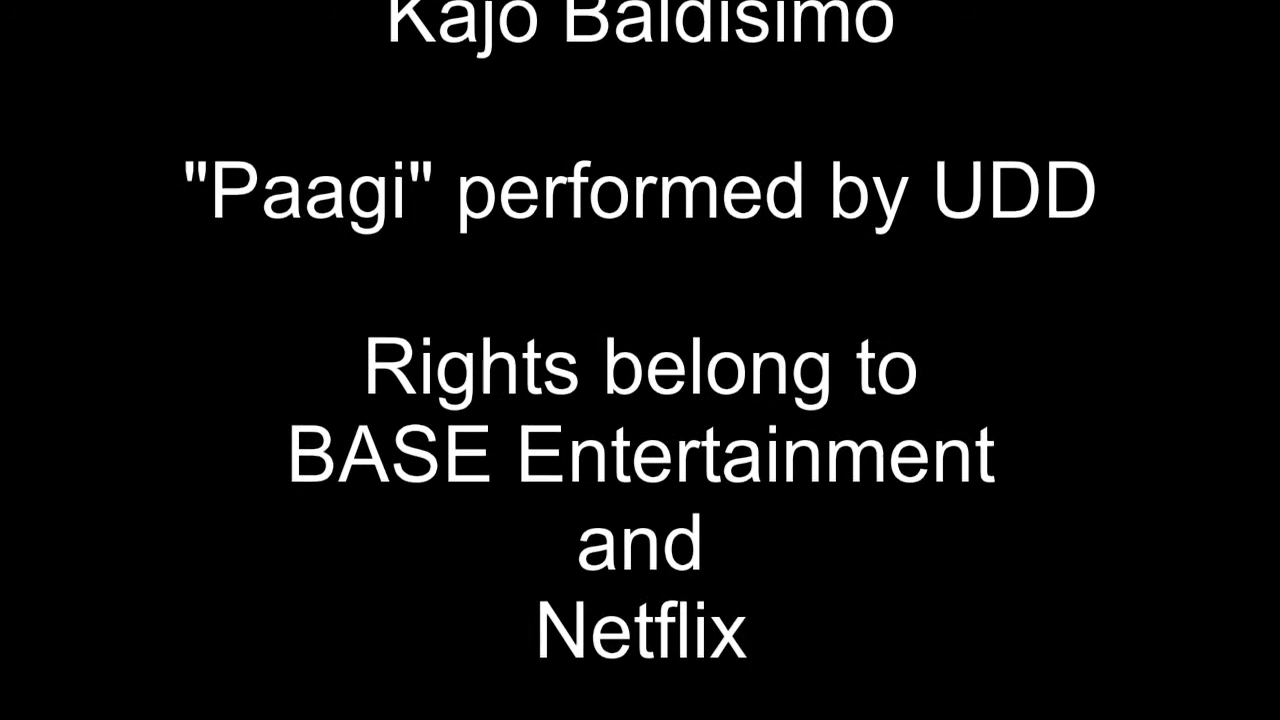 Kajo Baldisimo
"Paagi" performed by UDD
Rights belong to
BASE Entertainment
and
Netflix